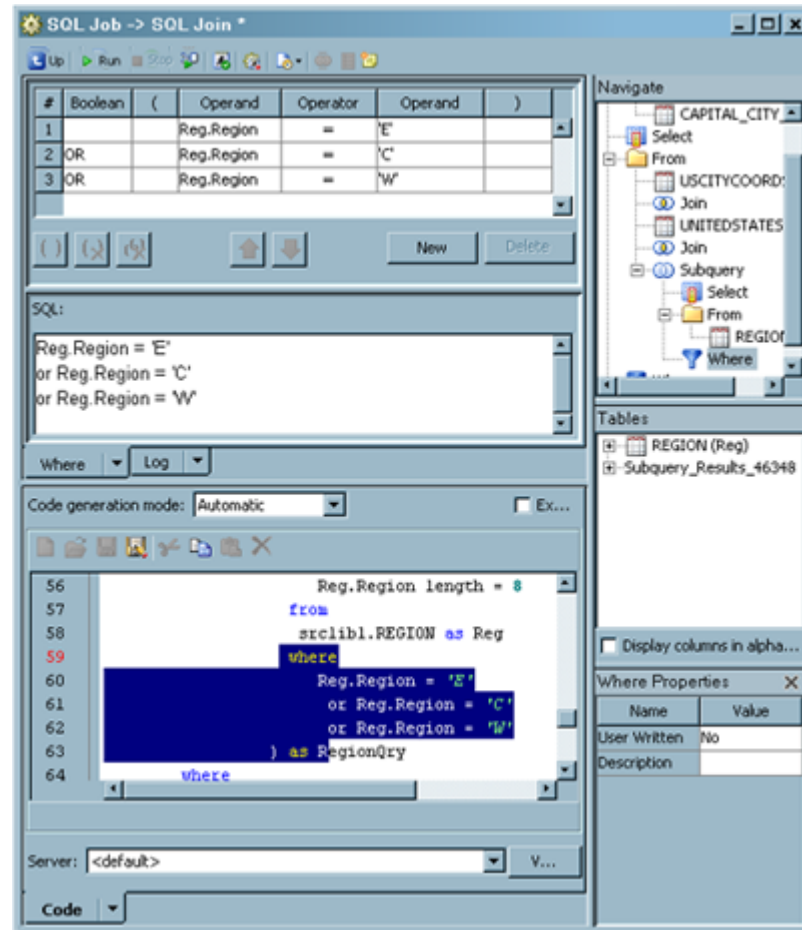 SQL Job -> SQL Join *
Up Run Stop
# Boolean ( Operand Operator Operand )
1 Reg.Region = 'E'
2 OR Reg.Region = 'C'
3 OR Reg.Region = 'W'
New Delete
SQL:
Reg.Region = 'E'
or Reg.Region = 'C'
or Reg.Region = 'W'
Where Log
Code generation mode: Automatic Ex...
56 Reg.Region length = 8
57 from
58 srclibl.REGION as Reg
59 where
60 Reg.Region = 'E'
61 or Reg.Region = 'C'
62 or Reg.Region = 'W'
63 ) as RegionQry
64 where
Server: <default> V...
Code
Navigate
CAPITAL_CITY_
Select
From
USCITYCOORD
Join
UNITEDSTATES
Join
Subquery
Select
From
REGIO
Where
Tables
REGION (Reg)
Subquery_Results_46348
Display columns in alpha...
Where Properties
Name Value
User Written No
Description